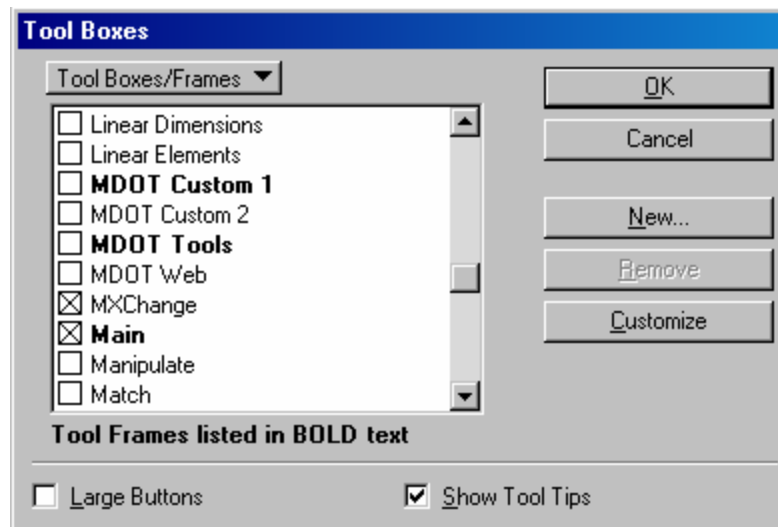 Tool Boxes
Tool Boxes/Frames
Linear Dimensions
Linear Elements
MDOT Custom 1
MDOT Custom 2
MDOT Tools
MDOT Web
MXChange
Main
Manipulate
Match
Tool Frames listed in BOLD text
OK
Cancel
New...
Remove
Customize
Large Buttons
Show Tool Tips